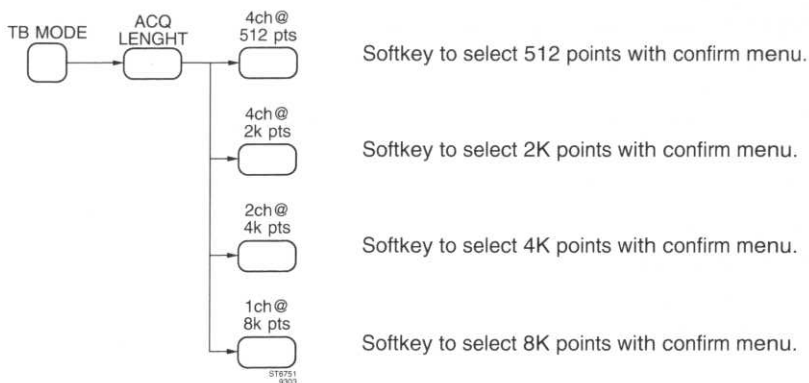 TB MODE
ACQ
LENGHT
4ch@
512 pts
Softkey to select 512 points with confirm menu.
4ch@
2k pts
Softkey to select 2K points with confirm menu.
2ch@
4k pts
Softkey to select 4K points with confirm menu.
1ch@
8k pts
Softkey to select 8K points with confirm menu.
ST6751
9303